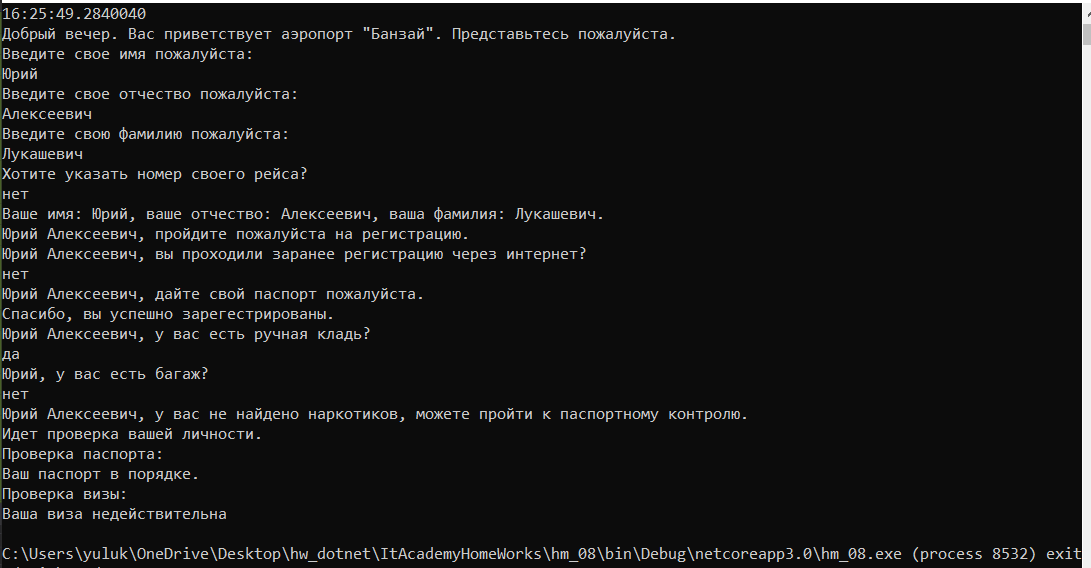 16:25:49.2840040
Добрый вечер. Вас приветствует аэропорт "Банзай". Представьтесь пожалуйста.
Введите свое имя пожалуйста:
Юрий
Введите свое отчество пожалуйста:
Алексеевич
Введите свою фамилию пожалуйста:
Лукашевич
Хотите указать номер своего рейса?
нет
Ваше имя: Юрий, ваше отчество: Алексеевич, ваша фамилия: Лукашевич.
Юрий Алексеевич, пройдите пожалуйста на регистрацию.
Юрий Алексеевич, вы проходили заранее регистрацию через интернет?
нет
Юрий Алексеевич, дайте свой паспорт пожалуйста.
Спасибо, вы успешно зарегестрированы.
Юрий Алексеевич, у вас есть ручная кладь?
да
Юрий, у вас есть багаж?
нет
Юрий Алексеевич, у вас не найдено наркотиков, можете пройти к паспортному контролю.
Идет проверка вашей личности.
Проверка паспорта:
Ваш паспорт в порядке.
Проверка визы:
Ваша виза недействительна
C:\Users\yuluk\OneDrive\Desktop\hw_dotnet\ItAcademyHomeWorks\hm_08\bin\Debug\netcoreapp3.0\hm_08.exe (process 8532) exit